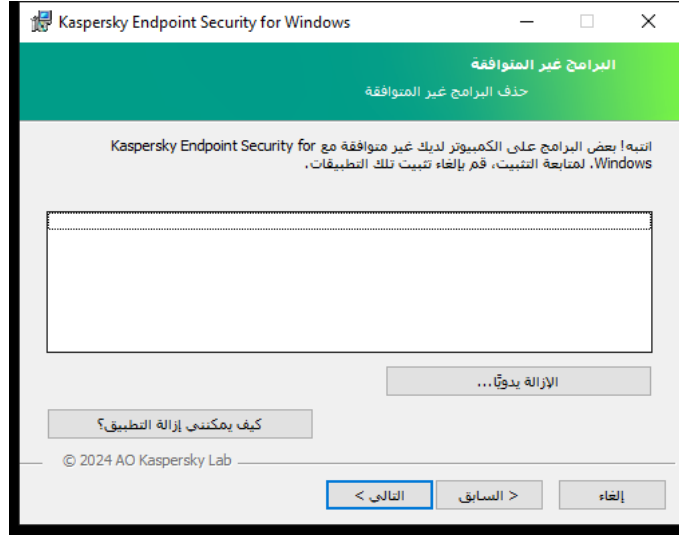 Kaspersky Endpoint Security for Windows
البرامج غير المتوافقة
حذف البرامج غير المتوافقة
انتبه! بعض البرامج على الكمبيوتر لديك غير متوافقة مع Kaspersky Endpoint Security for
Windows. لمتابعة التثبيت، قم بإلغاء تثبيت تلك التطبيقات.
الإزالة يدويًا...
كيف يمكنني إزالة التطبيق؟
© 2024 AO Kaspersky Lab
التالي >
< السابق
إلغاء